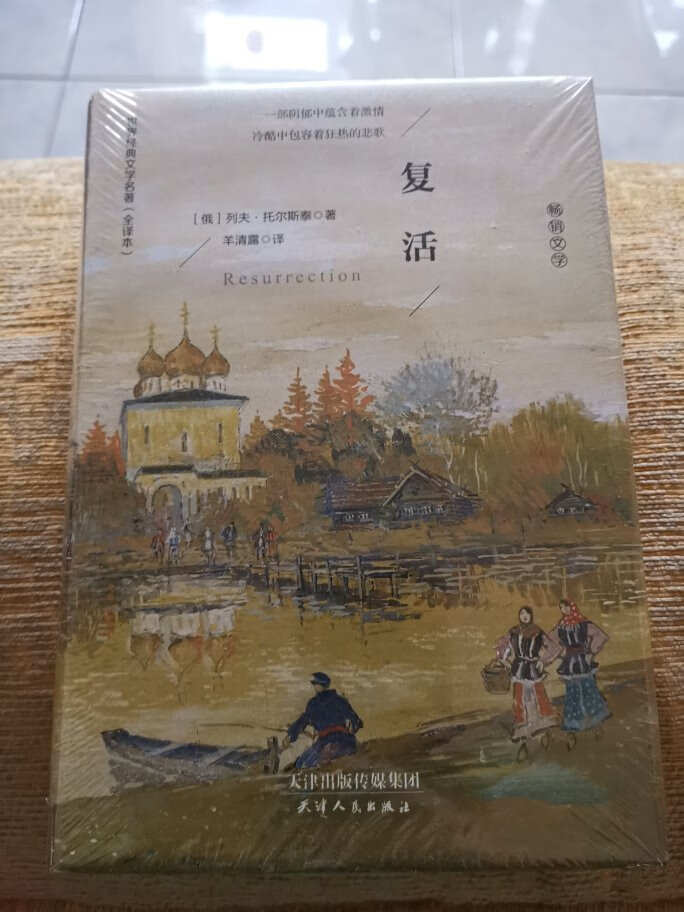 世界经典文学名著（全译本）
一部阴郁中蕴含着激情
冷酷中包容着狂热的悲歌
复活
[俄]列夫·托尔斯泰◎著
羊清露◎译
Resurrection
畅销文学
天津出版传媒集团
天津人民出版社